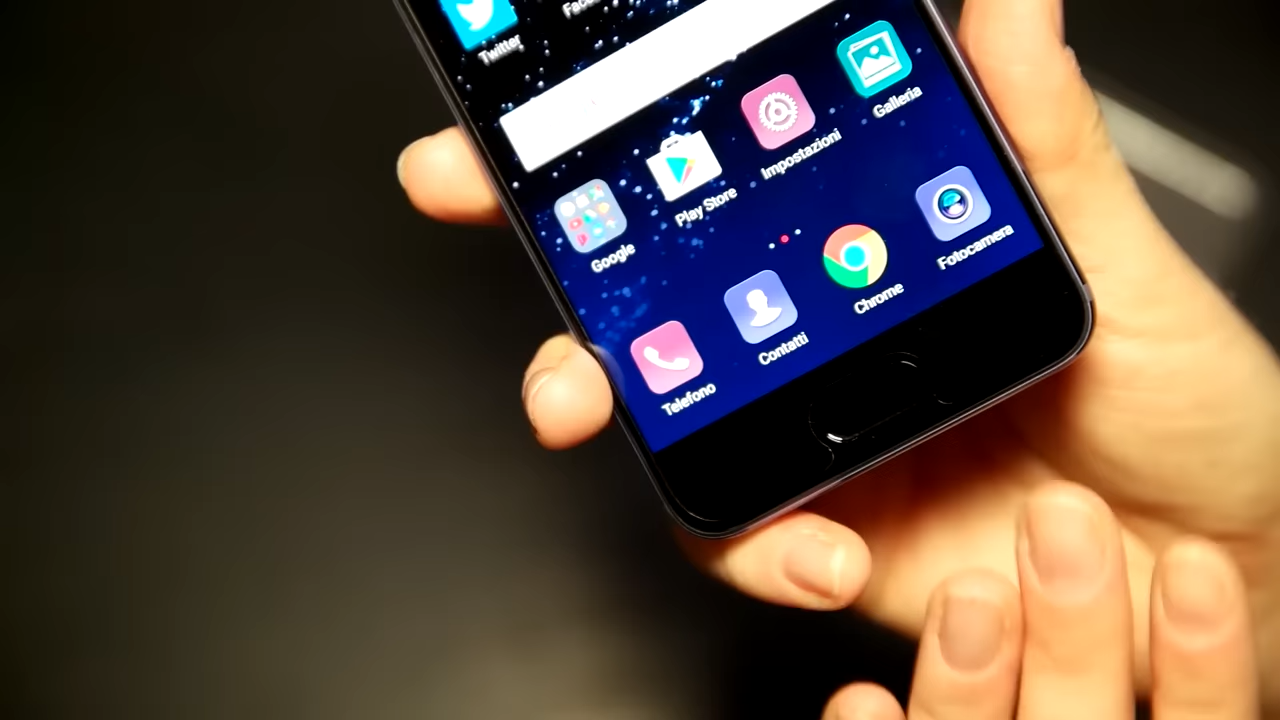 Twitter
Google
Play Store
Impostazioni
Galleria
Telefono
Contatti
Chrome
Fotocamera